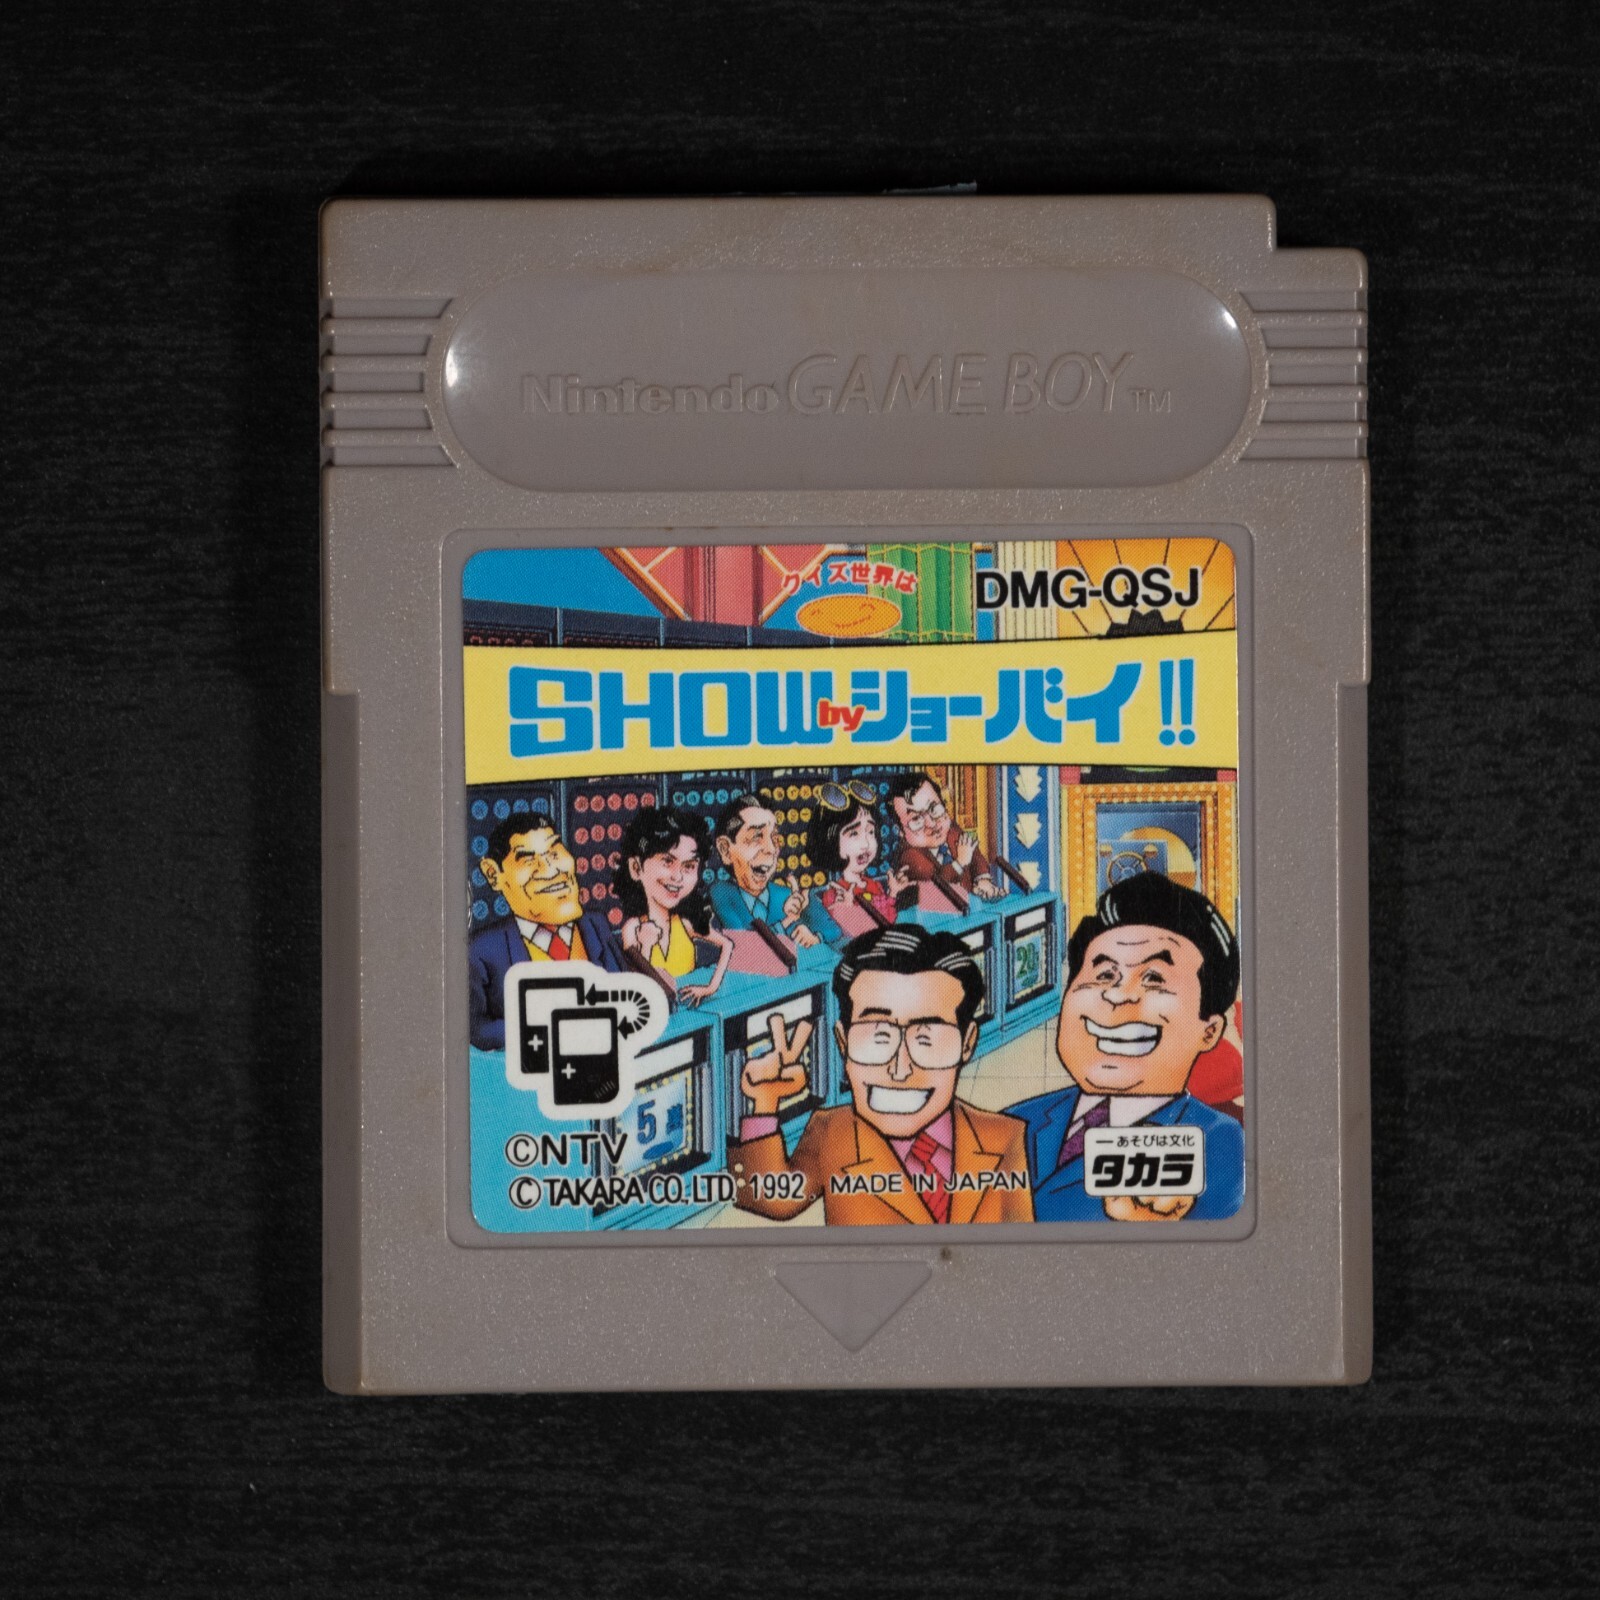 Nintendo GAME BOY TM
クイズ世界は
DMG-QSJ
SHOW by ショーバイ!!
20
5
©NTV
© TAKARA CO., LTD. 1992. MADE IN JAPAN
あそびは文化
タカラ